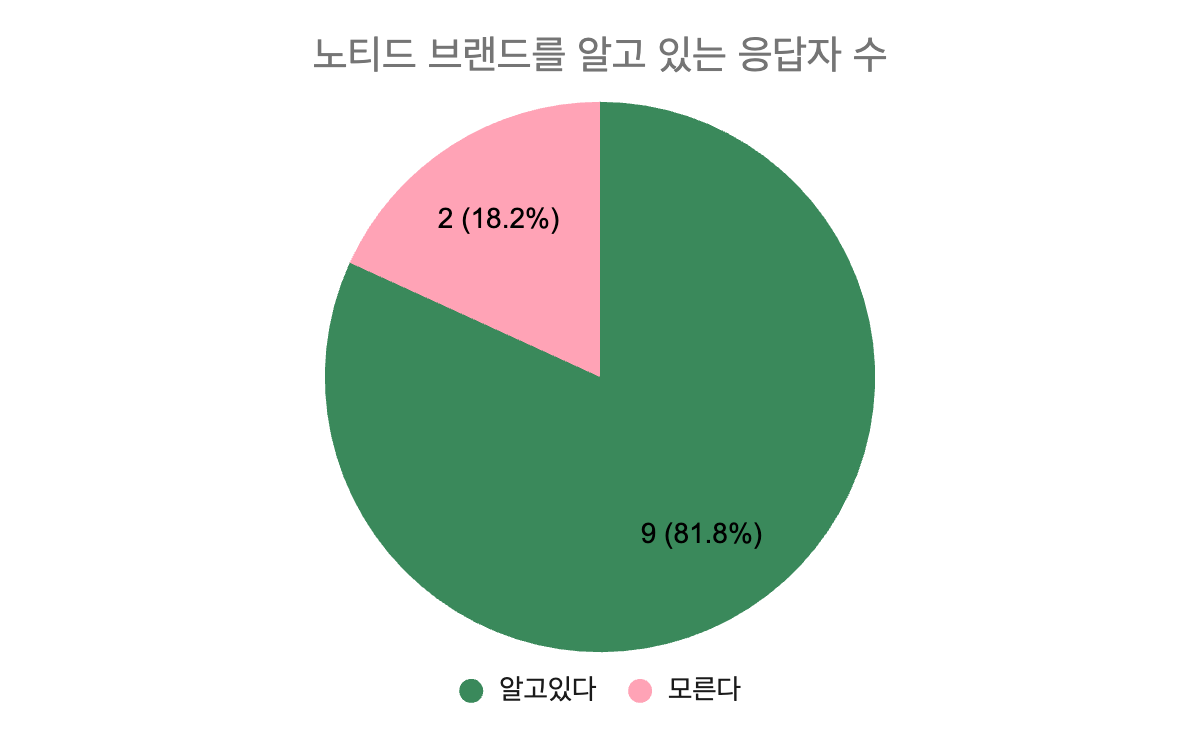 노티드 브랜드를 알고 있는 응답자 수
2 (18.2%)
9 (81.8%)
알고있다 모른다